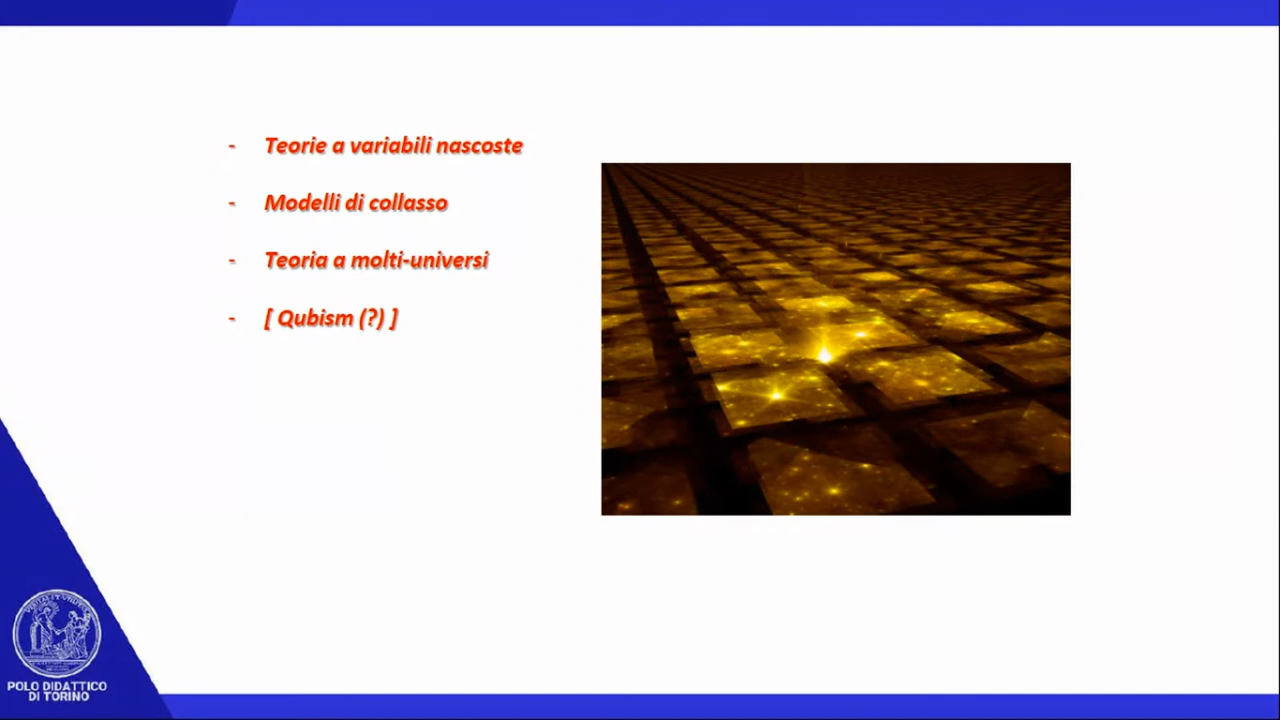 - Teorie a variabili nascoste
- Modelli di collasso
- Teoria a molti-universi
- [ Qubism (?) ]
POLO DIDATTICO
DI TORINO